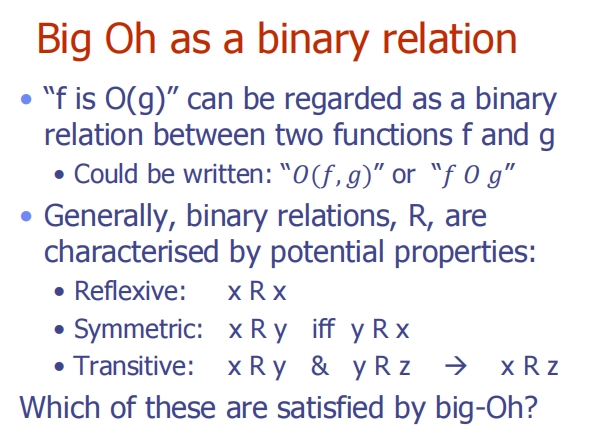 Big Oh as a binary relation
• “f is O(g)” can be regarded as a binary
relation between two functions f and g
• Could be written: “O(f,g)” or “f O g”
• Generally, binary relations, R, are
characterised by potential properties:
• Reflexive: x R x
• Symmetric: x R y iff y R x
• Transitive: x R y & y R z → x R z
Which of these are satisfied by big-Oh?